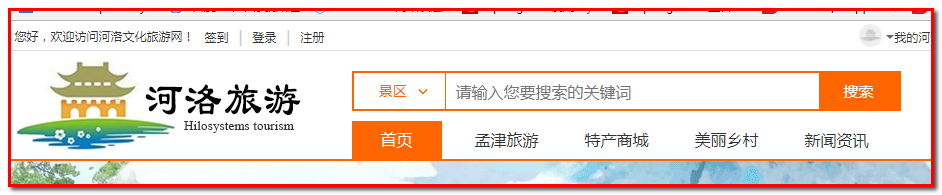 您好，欢迎访问河洛文化旅游网！ 签到 登录 注册 我的河
河洛旅游
Hilosystems tourism
景区 请输入您要搜索的关键词 搜索
首页 孟津旅游 特产商城 美丽乡村 新闻资讯